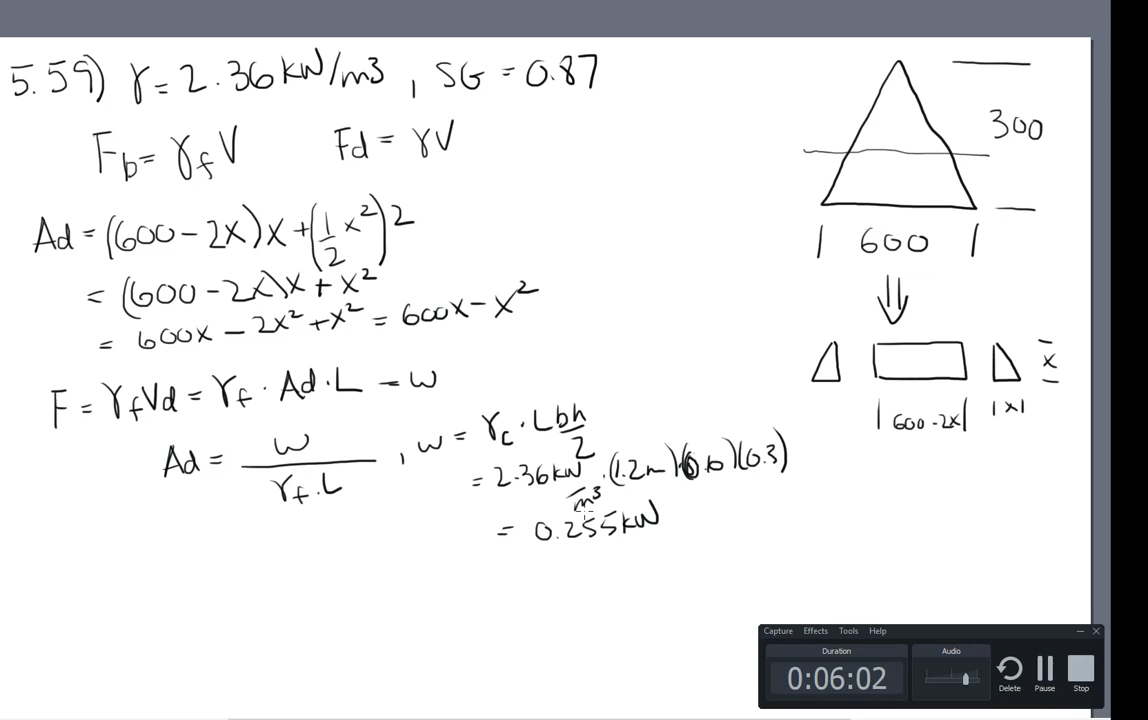 5.59) γ = 2.36 kN/m3 , SG = 0.87
Fb = γf V    Fd = γV
Ad = (600 - 2x)x + (1/2 x²)2
= (600 - 2x)x + x²
= 600x - 2x² + x² = 600x - x²
F = γf Vd = γf · Ad · L - w
Ad = w / γf · L , w = γc · L bh / 2
= 2.36 kN / m³ · (1.2m)(0.6)(0.3)
= 0.255 kN
300
| 600 |
x
| 600-2x |
| x |
Capture Effects Tools Help
Duration
Audio
0:06:02
Delete
Pause
Stop